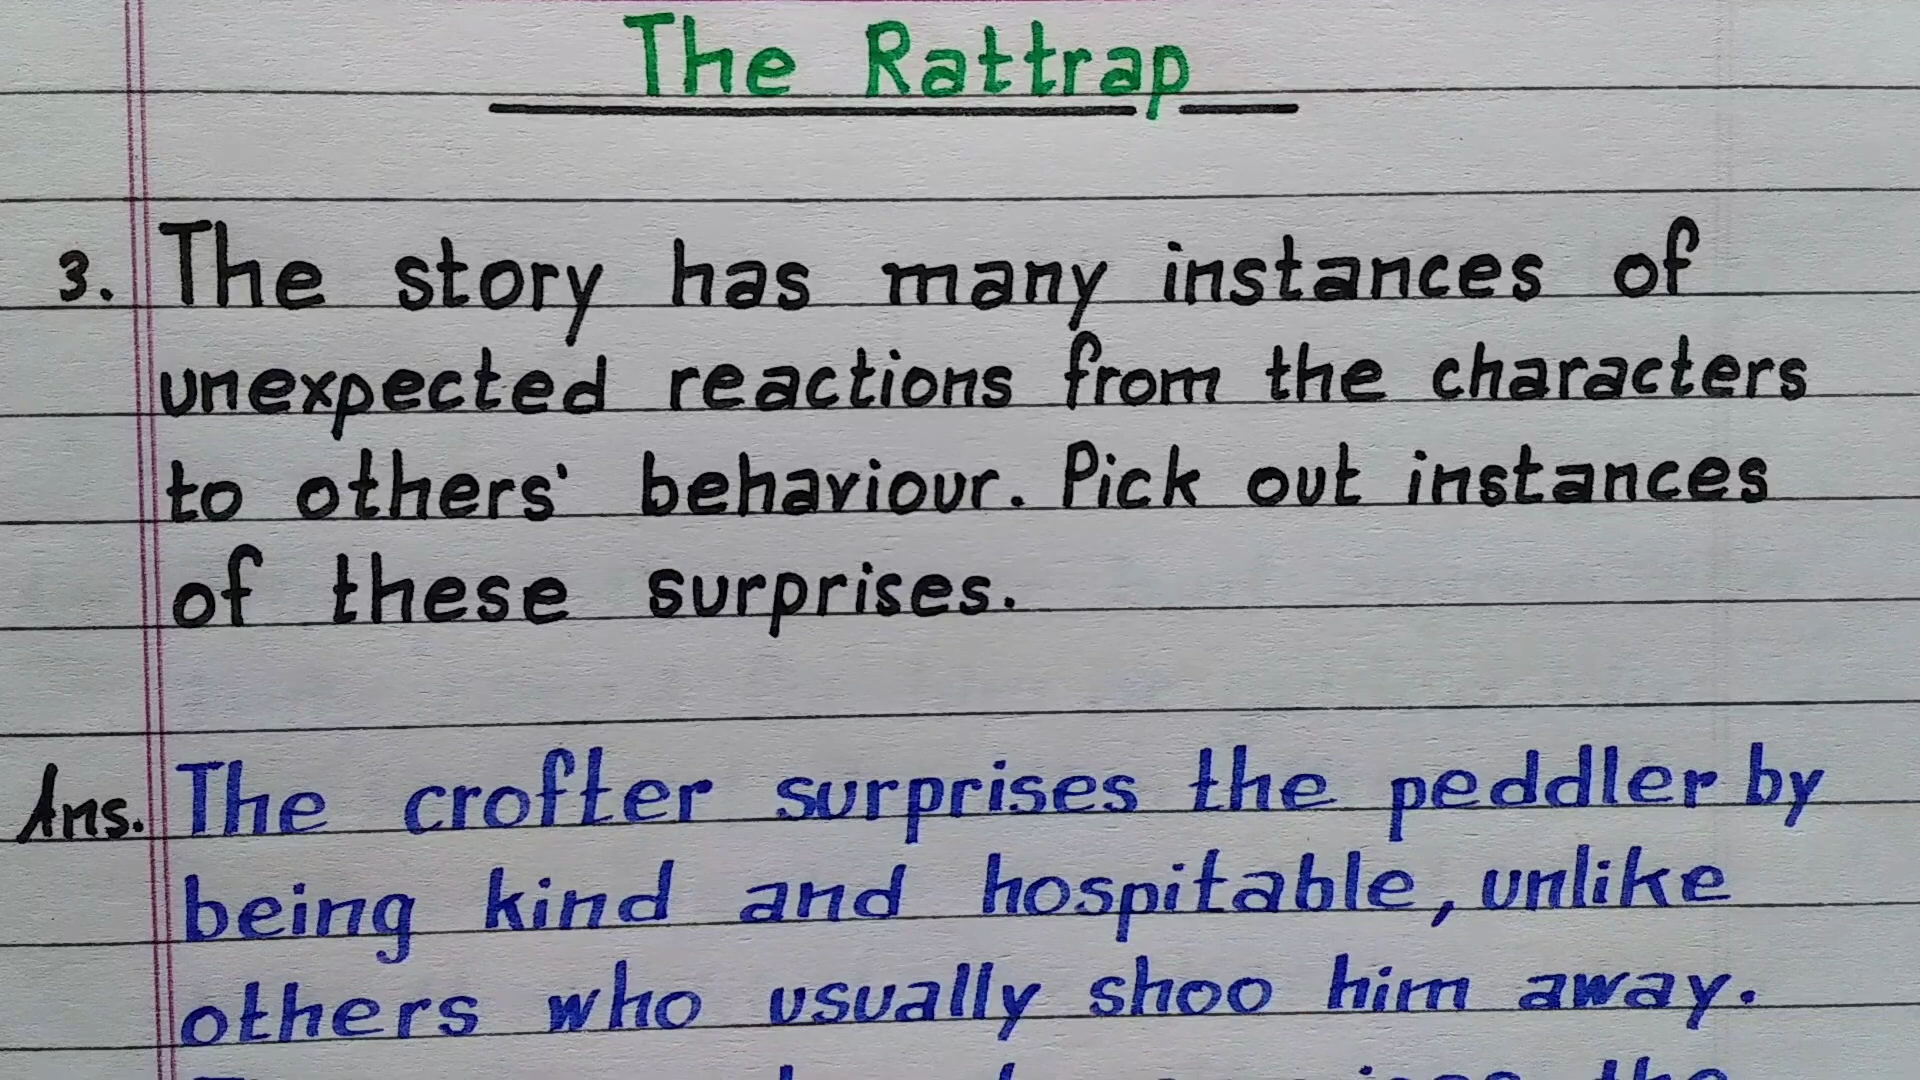 The Rattrap
3. The story has many instances of
unexpected reactions from the characters
to others' behaviour. Pick out instances
of these surprises.
Ans. The crofter surprises the peddler by
being kind and hospitable, unlike
others who usually shoo him away.